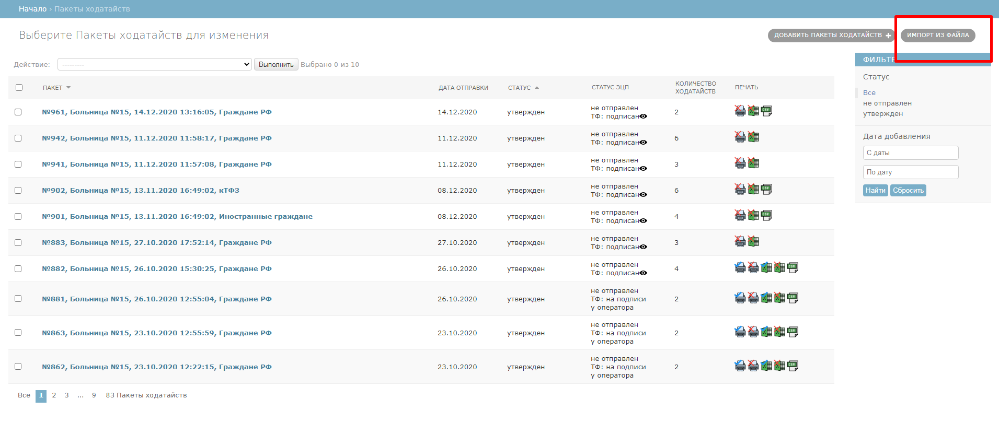 Начало › Пакеты ходатайств
Выберите Пакеты ходатайств для изменения
ДОБАВИТЬ ПАКЕТЫ ХОДАТАЙСТВ
ИМПОРТ ИЗ ФАЙЛА
Действие: --------- Выполнить Выбрано 0 из 10
ПАКЕТ ДАТА ОТПРАВКИ СТАТУС СТАТУС ЭЦП КОЛИЧЕСТВО ХОДАТАЙСТВ ПЕЧАТЬ
№961, Больница №15, 14.12.2020 13:16:05, Граждане РФ 14.12.2020 утвержден не отправлен 2
ТФ: подписан
CSV
№942, Больница №15, 11.12.2020 11:58:17, Граждане РФ 11.12.2020 утвержден не отправлен 6
ТФ: подписан
№941, Больница №15, 11.12.2020 11:57:08, Граждане РФ 11.12.2020 утвержден не отправлен 3
ТФ: подписан
№902, Больница №15, 13.11.2020 16:49:02, кТФЗ 08.12.2020 утвержден не отправлен 6
ТФ: подписан
CSV
№901, Больница №15, 13.11.2020 16:49:02, Иностранные граждане 08.12.2020 утвержден не отправлен 4
ТФ: подписан
CSV
№883, Больница №15, 27.10.2020 17:52:14, Граждане РФ 27.10.2020 утвержден не отправлен 3
ТФ: подписан
№882, Больница №15, 26.10.2020 15:30:25, Граждане РФ 26.10.2020 утвержден не отправлен 4
ТФ: подписан
CSV
№881, Больница №15, 26.10.2020 12:55:04, Граждане РФ 26.10.2020 утвержден не отправлен 2
ТФ: на подписи
у оператора
CSV
№863, Больница №15, 23.10.2020 12:55:59, Граждане РФ 23.10.2020 утвержден не отправлен 2
ТФ: на подписи
у оператора
CSV
№862, Больница №15, 23.10.2020 12:22:15, Граждане РФ 23.10.2020 утвержден не отправлен 2
ТФ: на подписи
у оператора
CSV
Все 1 2 3 ... 9 83 Пакеты ходатайств
ФИЛЬТР
Статус
Все
не отправлен
утвержден
Дата добавления
С даты
По дату
Найти Сбросить